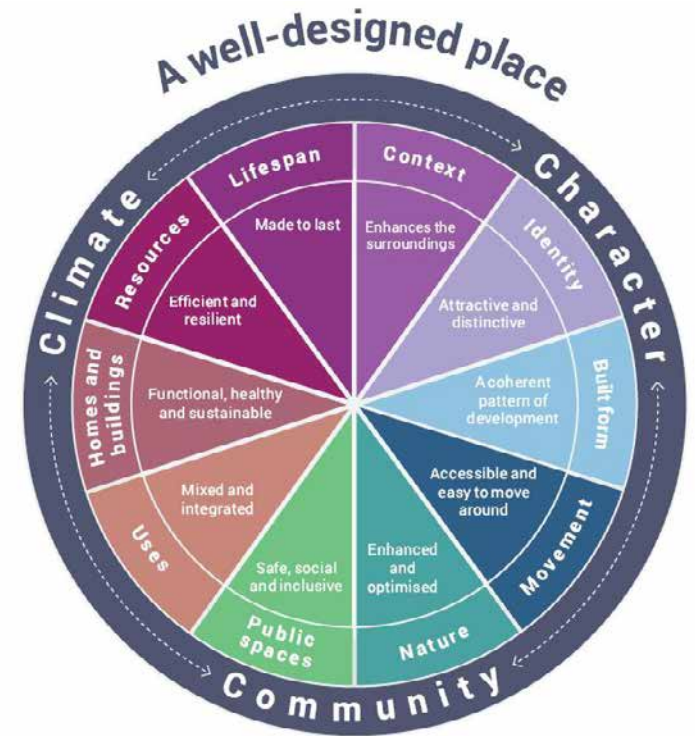 A well-designed place
Climate
Character
Community
Context
Enhances the
surroundings
Identity
Attractive and
distinctive
Built form
A coherent
pattern of
development
Movement
Accessible and
easy to move
around
Nature
Enhanced
and
optimised
Public
spaces
Safe, social
and inclusive
Uses
Mixed and
integrated
Homes and
buildings
Functional, healthy
and sustainable
Resources
Efficient and
resilient
Lifespan
Made to last